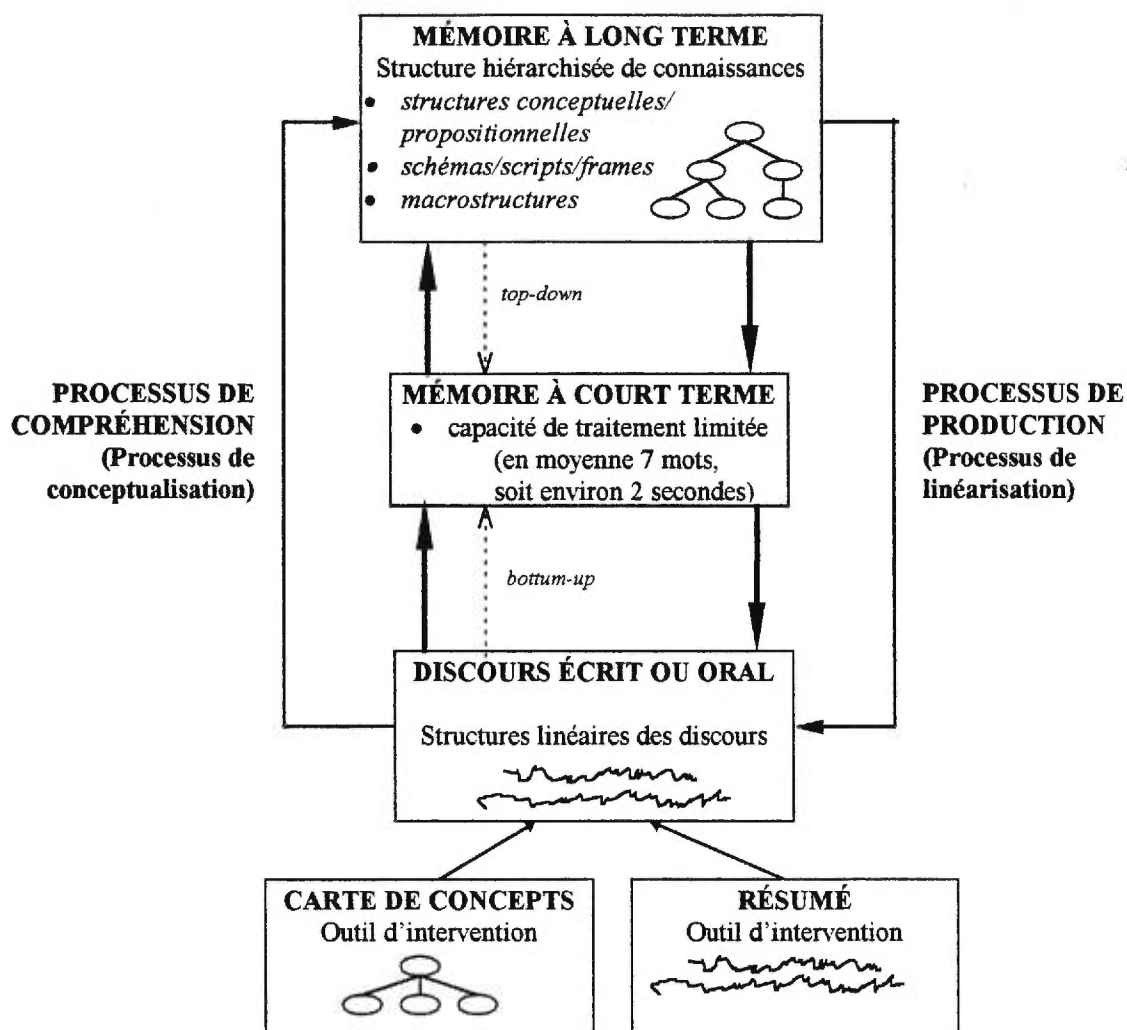 MÉMOIRE À LONG TERME
Structure hiérarchisée de connaissances
• structures conceptuelles/
propositionnelles
• schémas/scripts/frames
• macrostructures
top-down
PROCESSUS DE
COMPRÉHENSION
(Processus de
conceptualisation)
MÉMOIRE À COURT TERME
• capacité de traitement limitée
(en moyenne 7 mots,
soit environ 2 secondes)
PROCESSUS DE
PRODUCTION
(Processus de
linéarisation)
bottum-up
DISCOURS ÉCRIT OU ORAL
Structures linéaires des discours
CARTE DE CONCEPTS
Outil d'intervention
RÉSUMÉ
Outil d'intervention